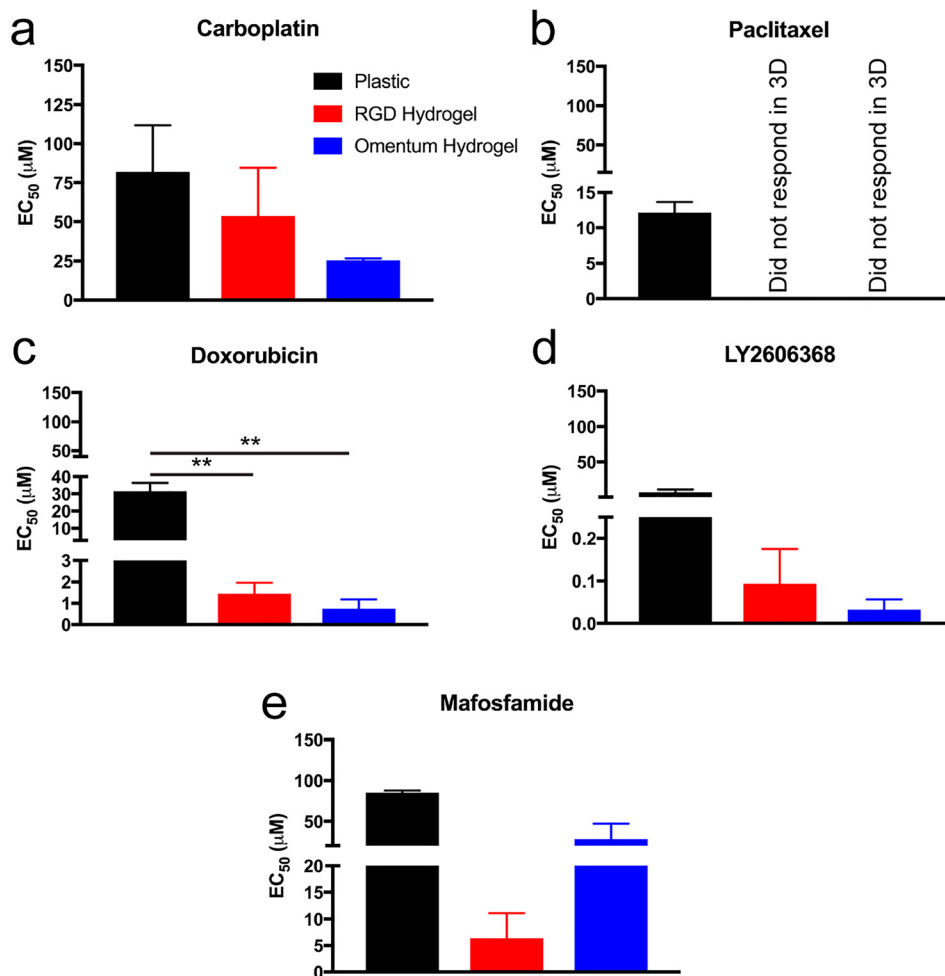 a
Carboplatin
150
125
100
75
50
25
0
EC50 (μM)
Plastic
RGD Hydrogel
Omentum Hydrogel
b
Paclitaxel
150
100
50
15
10
5
0
EC50 (μM)
Did not respond in 3D
Did not respond in 3D
c
Doxorubicin
150
100
50
40
30
20
10
3
2
1
0
EC50 (μM)
**
**
d
LY2606368
150
100
50
0.2
0.1
0.0
EC50 (μM)
e
Mafosfamide
150
100
50
20
15
10
5
0
EC50 (μM)